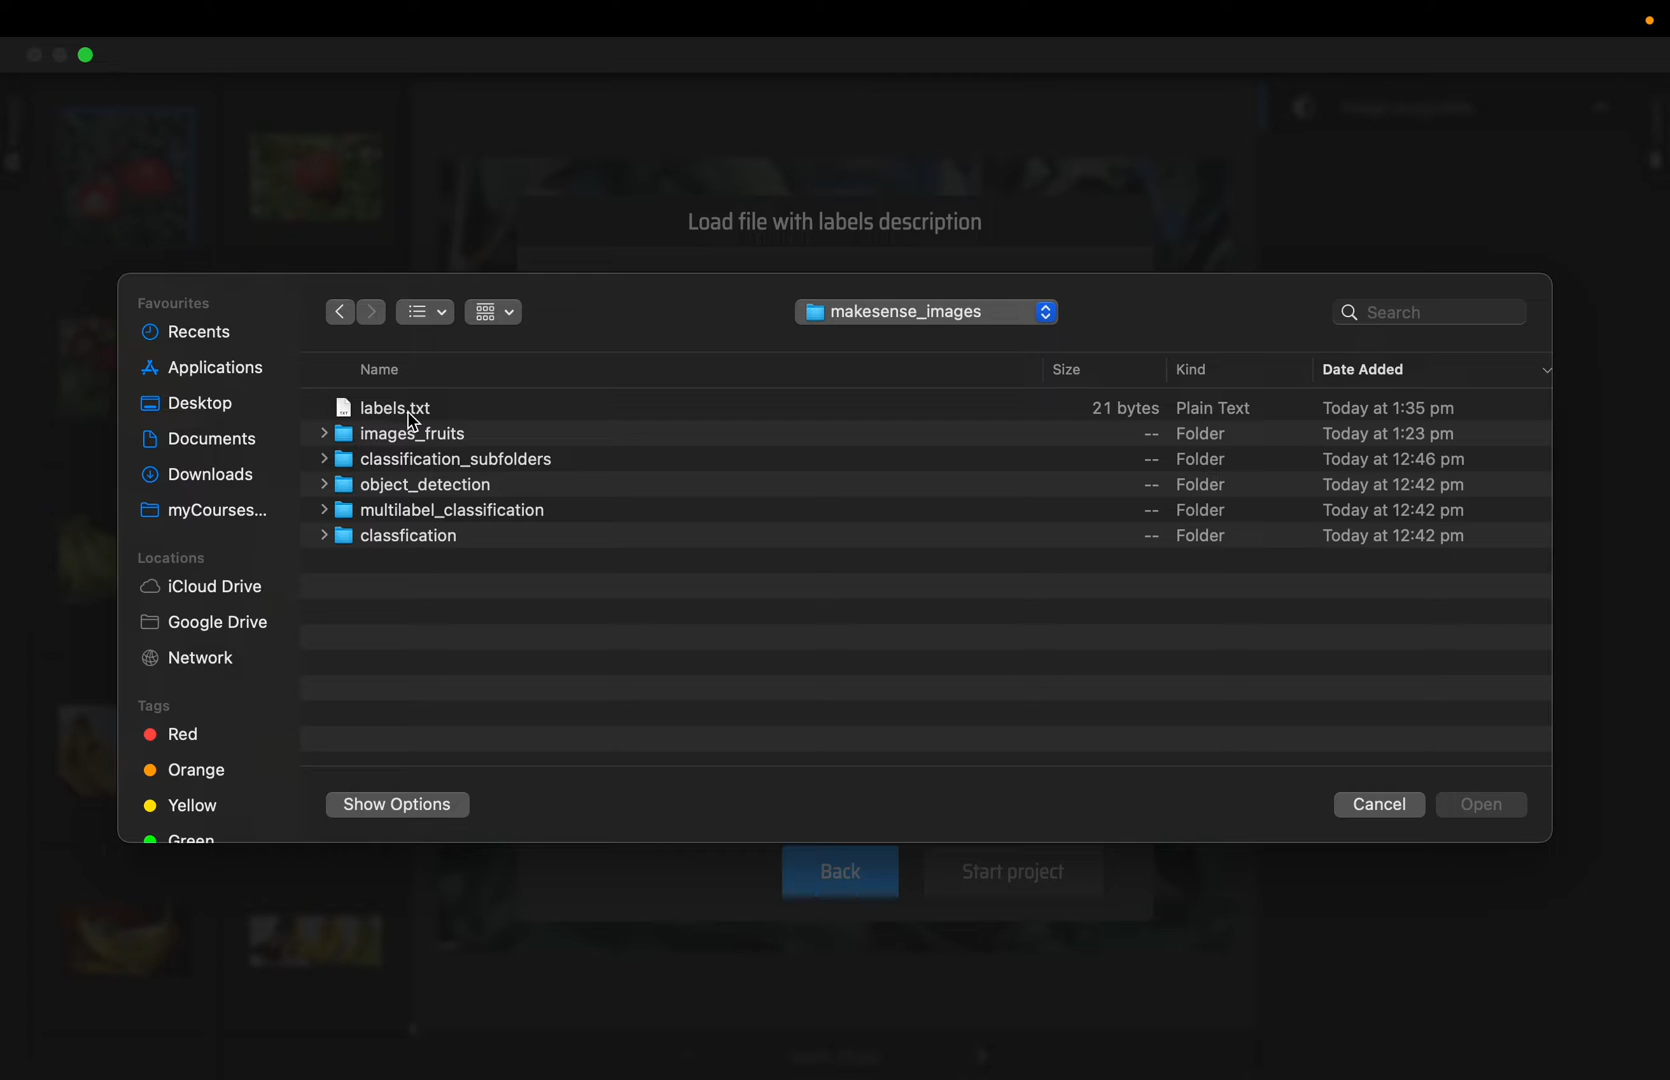 Load file with labels description
Favourites
Recents
Applications
Desktop
Documents
Downloads
myCourses...
Locations
iCloud Drive
Google Drive
Network
Tags
Red
Orange
Yellow
Green
makesense_images
Search
Name Size Kind Date Added
labels.txt 21 bytes Plain Text Today at 1:35 pm
images_fruits -- Folder Today at 1:23 pm
classification_subfolders -- Folder Today at 12:46 pm
object_detection -- Folder Today at 12:42 pm
multilabel_classification -- Folder Today at 12:42 pm
classfication -- Folder Today at 12:42 pm
Show Options Cancel Open
Back Start project